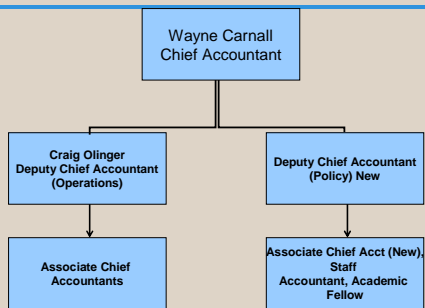 Wayne Carnall
Chief Accountant
Craig Olinger
Deputy Chief Accountant
(Operations)
Deputy Chief Accountant
(Policy) New
Associate Chief
Accountants
Associate Chief Acct (New),
Staff
Accountant, Academic
Fellow